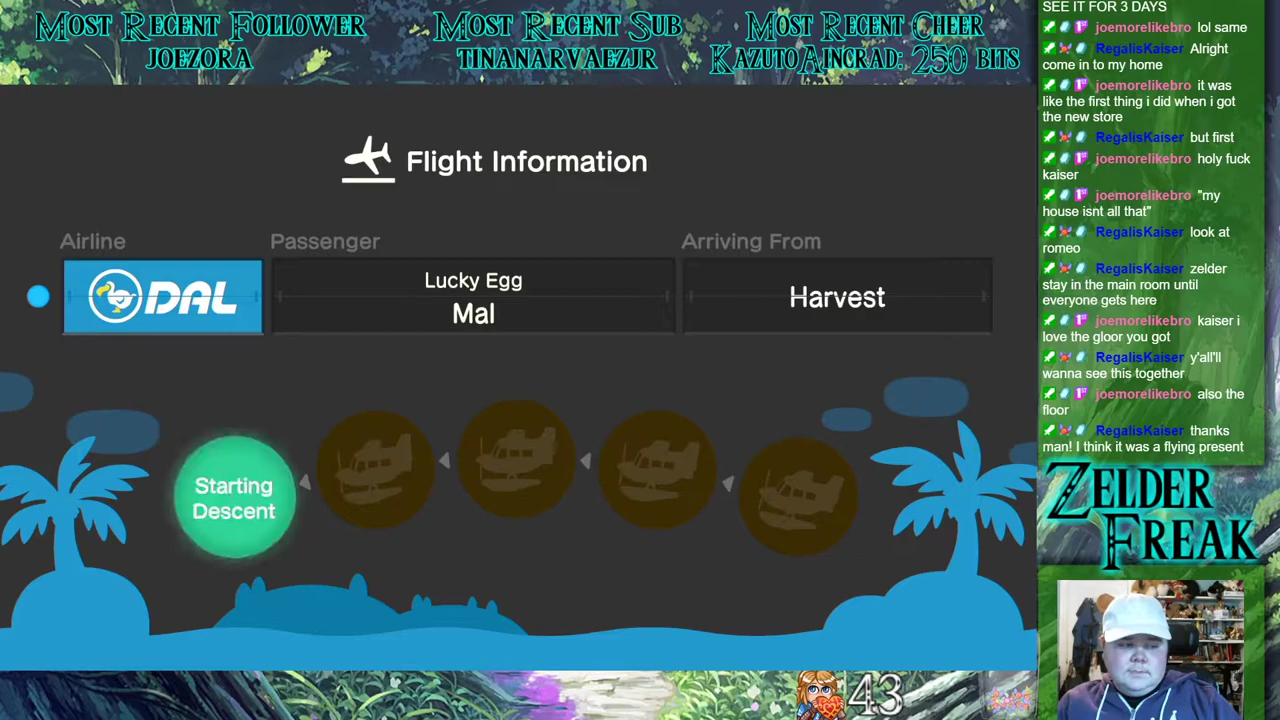 MOST RECENT FOLLOWER
JOEZORA
MOST RECENT SUB
TINANARVAEZJR
MOST RECENT CHEER
KAZUTOAINCRAD: 250 BITS
Flight Information
Airline
Passenger
Arriving From
DAL
Lucky Egg
Mal
Harvest
Starting
Descent
43
SEE IT FOR 3 DAYS
joemorelikebro lol same
RegalisKaiser Alright
come in to my home
joemorelikebro it was
like the first thing i did when i got
the new store
RegalisKaiser but first
joemorelikebro holy fuck
kaiser
joemorelikebro "my
house isnt all that"
RegalisKaiser look at
romeo
RegalisKaiser zelder
stay in the main room until
everyone gets here
joemorelikebro kaiser i
love the gloor you got
RegalisKaiser y'all'll
wanna see this together
joemorelikebro also the
floor
RegalisKaiser thanks
man! I think it was a flying present
ZELDER
FREAK